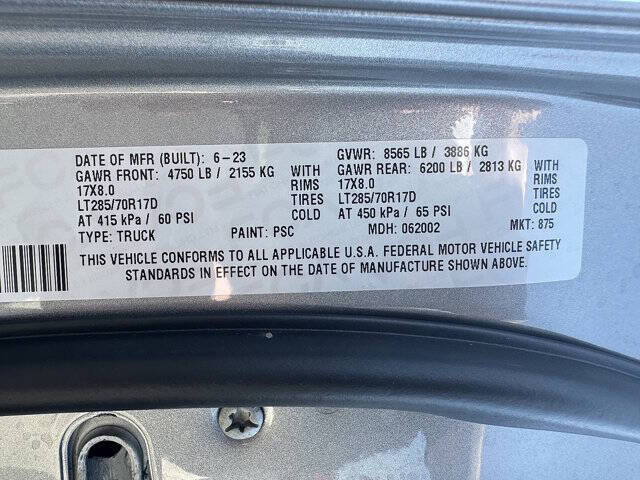 DATE OF MFR (BUILT): 6-23 GVWR: 8565 LB / 3886 KG
GAWR FRONT: 4750 LB / 2155 KG WITH GAWR REAR: 6200 LB / 2813 KG WITH
17X8.0 RIMS 17X8.0 RIMS
LT285/70R17D TIRES LT285/70R17D TIRES
AT 415 kPa / 60 PSI COLD AT 450 kPa / 65 PSI COLD
TYPE: TRUCK PAINT: PSC MDH: 062002 MKT: 875
THIS VEHICLE CONFORMS TO ALL APPLICABLE U.S.A. FEDERAL MOTOR VEHICLE SAFETY
STANDARDS IN EFFECT ON THE DATE OF MANUFACTURE SHOWN ABOVE.